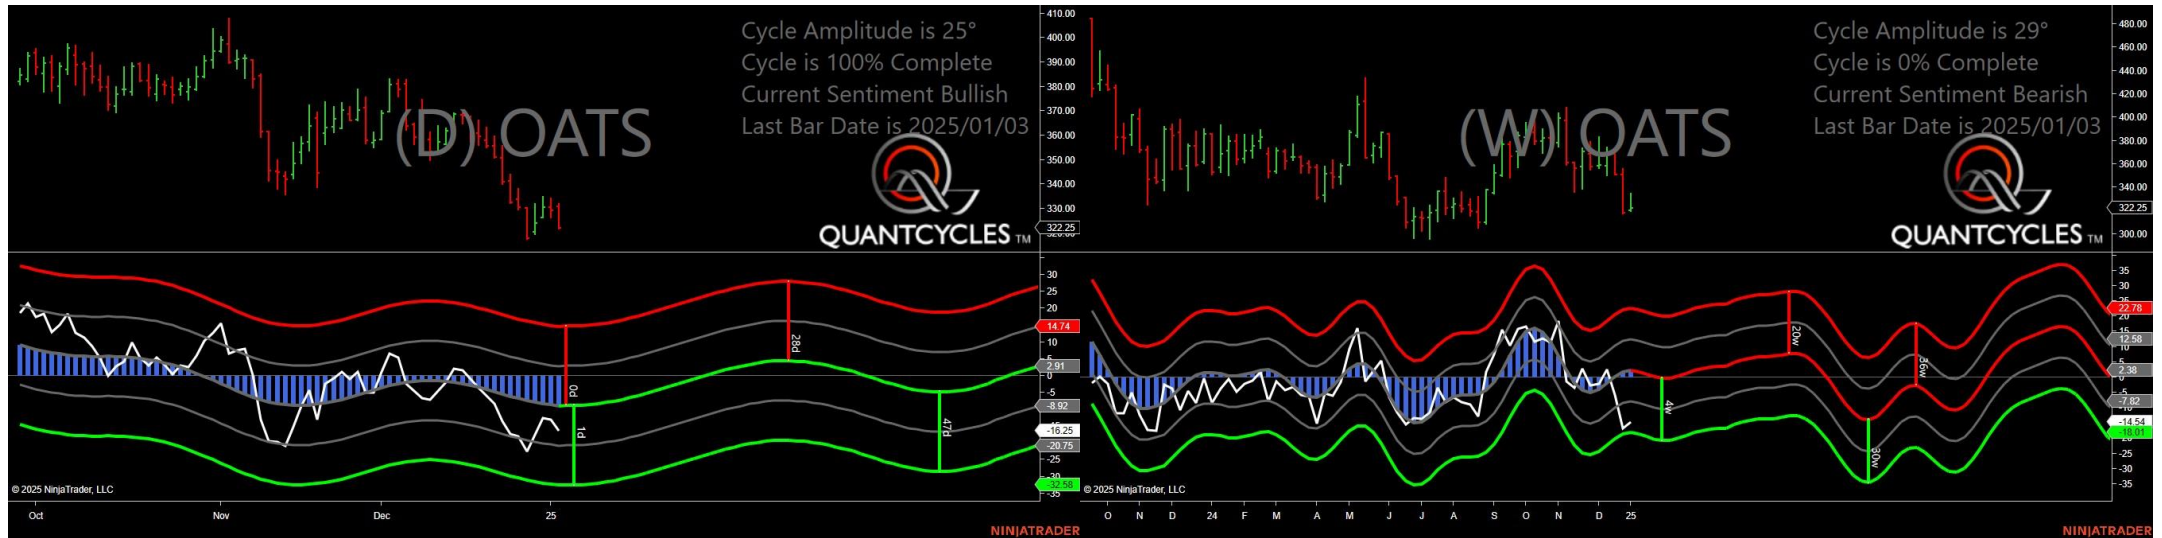 Cycle Amplitude is 25°
Cycle is 100% Complete
Current Sentiment Bullish
Last Bar Date is 2025/01/03
(D) OATS
QUANTCYCLES TM
410.00
400.00
390.00
380.00
370.00
360.00
350.00
340.00
330.00
322.25
30
25
20
14.74
10
5
2.91
0
-5
-8.92
-16.25
-20.75
-25
-30
-32.58
-35
0d
1d
28d
47d
© 2025 NinjaTrader, LLC
Oct Nov Dec 25
NINJATRADER
Cycle Amplitude is 29°
Cycle is 0% Complete
Current Sentiment Bearish
Last Bar Date is 2025/01/03
(W) OATS
QUANTCYCLES TM
480.00
460.00
440.00
420.00
400.00
380.00
360.00
340.00
322.25
300.00
35
30
22.78
20
15
12.58
10
5
2.38
0
-5
-7.82
-10
-14.54
-18.01
-20
-25
-30
-35
4w
20w
30w
36w
© 2025 NinjaTrader, LLC
O N D 24 F M A M J J A S O N D 25
NINJATRADER